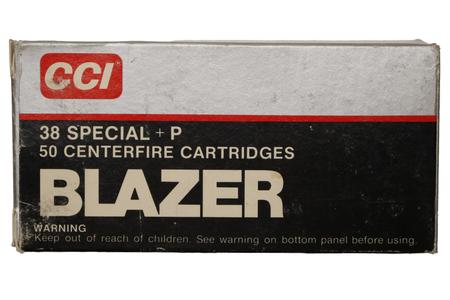 CCI
38 SPECIAL + P
50 CENTERFIRE CARTRIDGES
BLAZER
WARNING
Keep out of reach of children. See warning on bottom panel before using.